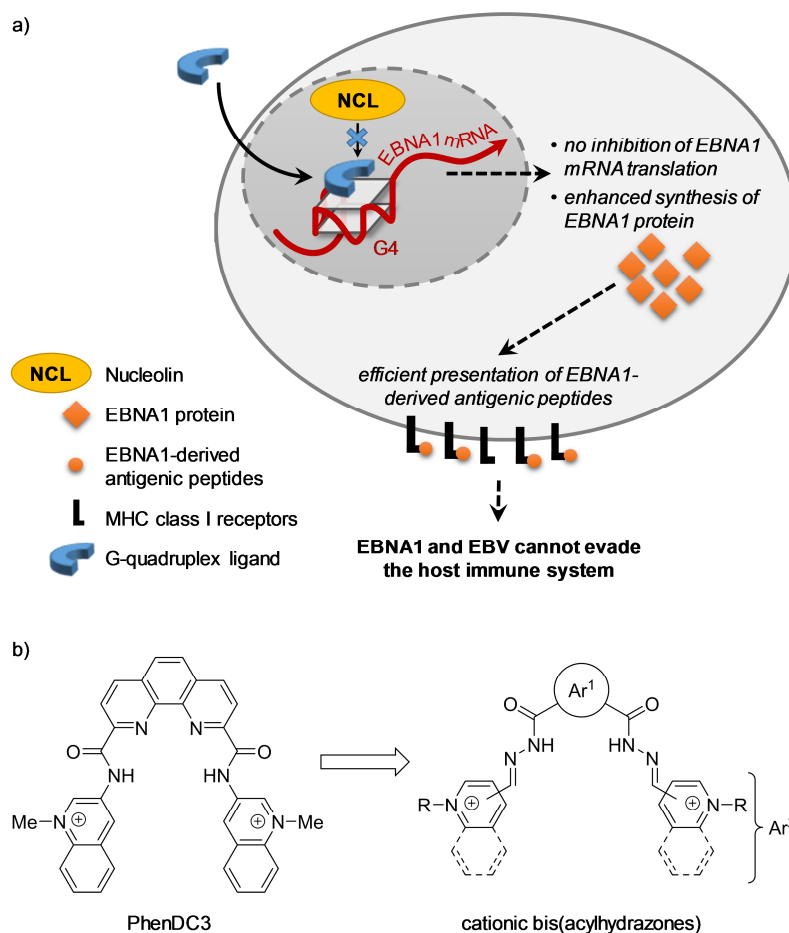 a)
NCL
EBNA1 mRNA
G4
• no inhibition of EBNA1
mRNA translation
• enhanced synthesis of
EBNA1 protein
efficient presentation of EBNA1-
derived antigenic peptides
NCL
Nucleolin
EBNA1 protein
EBNA1-derived
antigenic peptides
MHC class I receptors
G-quadruplex ligand
EBNA1 and EBV cannot evade
the host immune system
b)
N N
O O
NH HN
Me N + + N Me
PhenDC3
Ar1
O O
N NH HN N
R N + + N R
Ar
cationic bis(acylhydrazones)